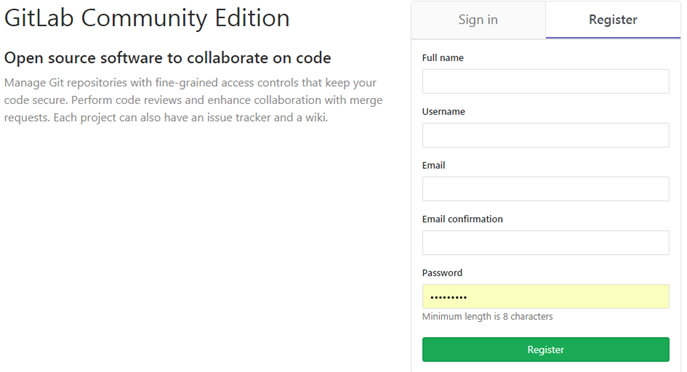 GitLab Community Edition
Open source software to collaborate on code
Manage Git repositories with fine-grained access controls that keep your
code secure. Perform code reviews and enhance collaboration with merge
requests. Each project can also have an issue tracker and a wiki.
Sign in
Register
Full name
Username
Email
Email confirmation
Password
•••••••••
Minimum length is 8 characters
Register